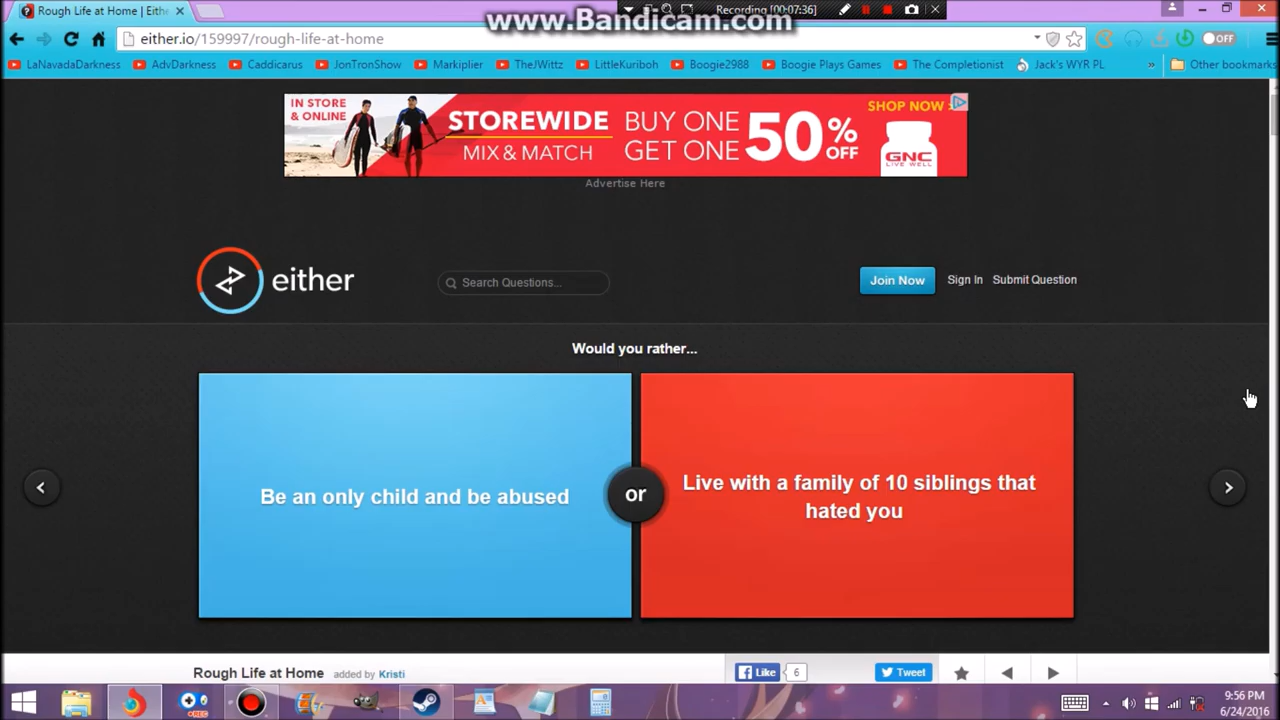 Rough Life at Home | Eithe
Recording [00:07:36]
www.Bandicam.com
either.io/159997/rough-life-at-home
OFF
LaNavadaDarkness
AdvDarkness
Caddicarus
JonTronShow
Markiplier
TheJWittz
LittleKuriboh
Boogie2988
Boogie Plays Games
The Completionist
Jack's WYR PL
»
Other bookmarks
IN STORE
& ONLINE
STOREWIDE
MIX & MATCH
BUY ONE
GET ONE
50%
OFF
SHOP NOW
GNC
LIVE WELL
Advertise Here
either
Search Questions...
Join Now
Sign In
Submit Question
Would you rather...
Be an only child and be abused
or
Live with a family of 10 siblings that
hated you
Rough Life at Home
added by Kristi
Like
6
Tweet
REC
9:56 PM
6/24/2016